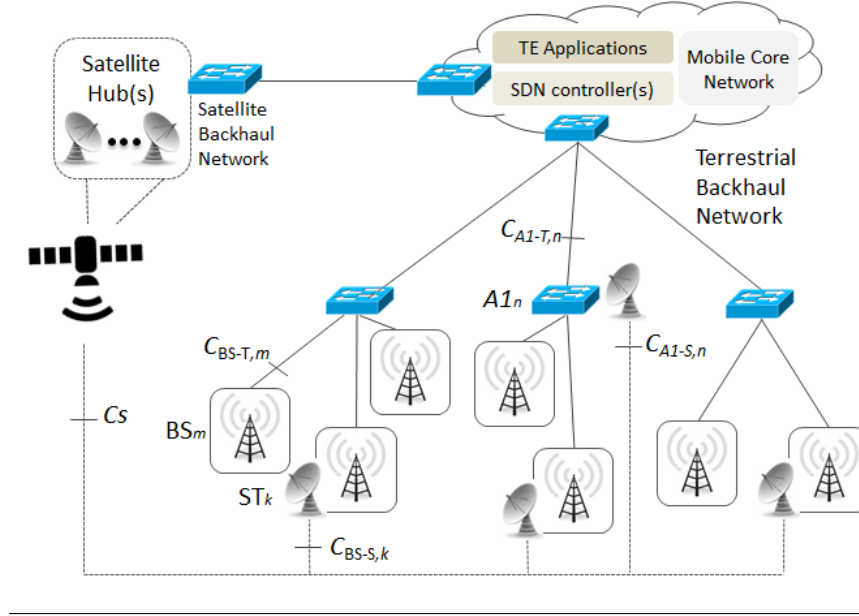 Satellite
Hub(s)
Satellite
Backhaul
Network
TE Applications
SDN controller(s)
Mobile Core
Network
Terrestrial
Backhaul
Network
CA1-T,n
A1n
CA1-S,n
CBS-T,m
Cs
BSm
STk
CBS-S,k